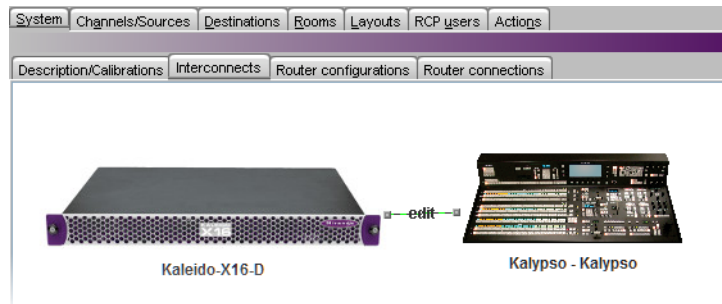 System Channels/Sources Destinations Rooms Layouts RCP users Actions
Description/Calibrations Interconnects Router configurations Router connections
X16
edit
Kaleido-X16-D
Kalypso - Kalypso